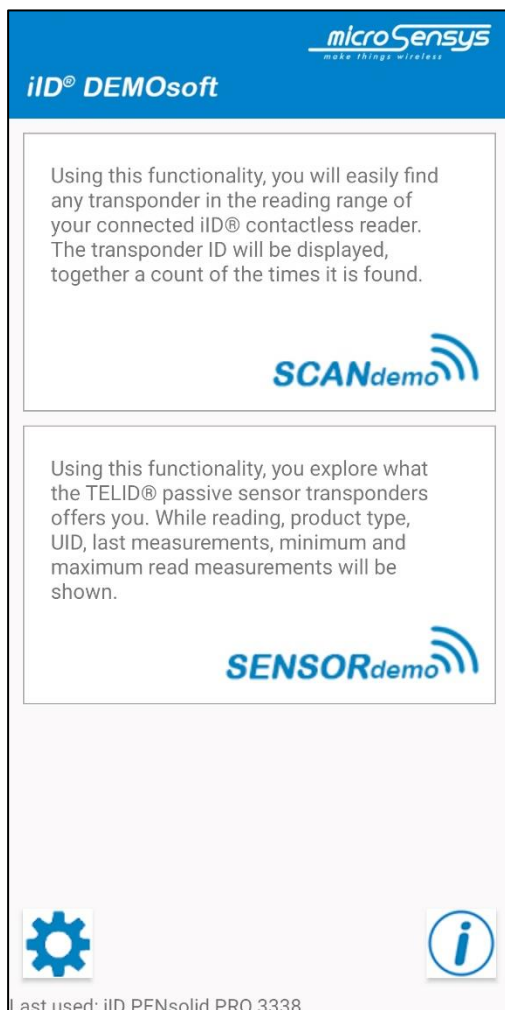 microSensys
make things wireless
iID® DEMOsoft
Using this functionality, you will easily find
any transponder in the reading range of
your connected iID® contactless reader.
The transponder ID will be displayed,
together a count of the times it is found.
SCANdemo
Using this functionality, you explore what
the TELID® passive sensor transponders
offers you. While reading, product type,
UID, last measurements, minimum and
maximum read measurements will be
shown.
SENSORdemo
i
Last used: iID PENsolid PRO 3338